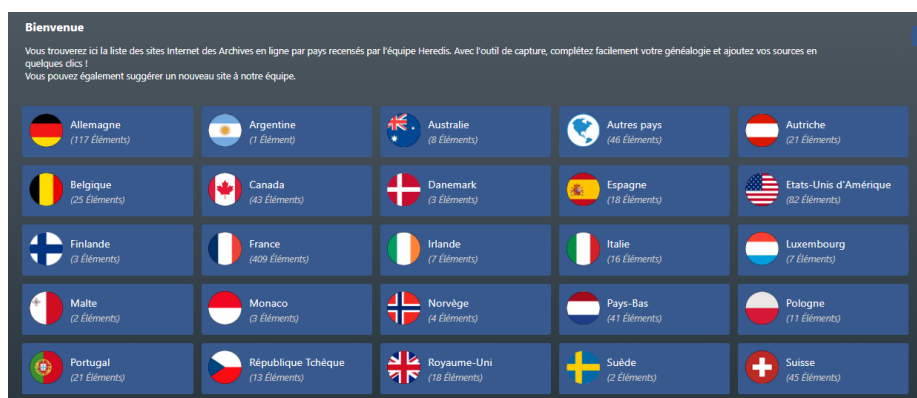 Bienvenue
Vous trouverez ici la liste des sites Internet des Archives en ligne par pays recensés par l'équipe Heredis. Avec l'outil de capture, complétez facilement votre généalogie et ajoutez vos sources en
quelques clics !
Vous pouvez également suggérer un nouveau site à notre équipe.
Allemagne
(117 Éléments)
Argentine
(1 Élément)
Australie
(8 Éléments)
Autres pays
(46 Éléments)
Autriche
(21 Éléments)
Belgique
(25 Éléments)
Canada
(43 Éléments)
Danemark
(3 Éléments)
Espagne
(18 Éléments)
Etats-Unis d'Amérique
(82 Éléments)
Finlande
(3 Éléments)
France
(409 Éléments)
Irlande
(7 Éléments)
Italie
(16 Éléments)
Luxembourg
(7 Éléments)
Malte
(2 Éléments)
Monaco
(3 Éléments)
Norvège
(4 Éléments)
Pays-Bas
(41 Éléments)
Pologne
(11 Éléments)
Portugal
(21 Éléments)
République Tchèque
(13 Éléments)
Royaume-Uni
(18 Éléments)
Suède
(2 Éléments)
Suisse
(45 Éléments)